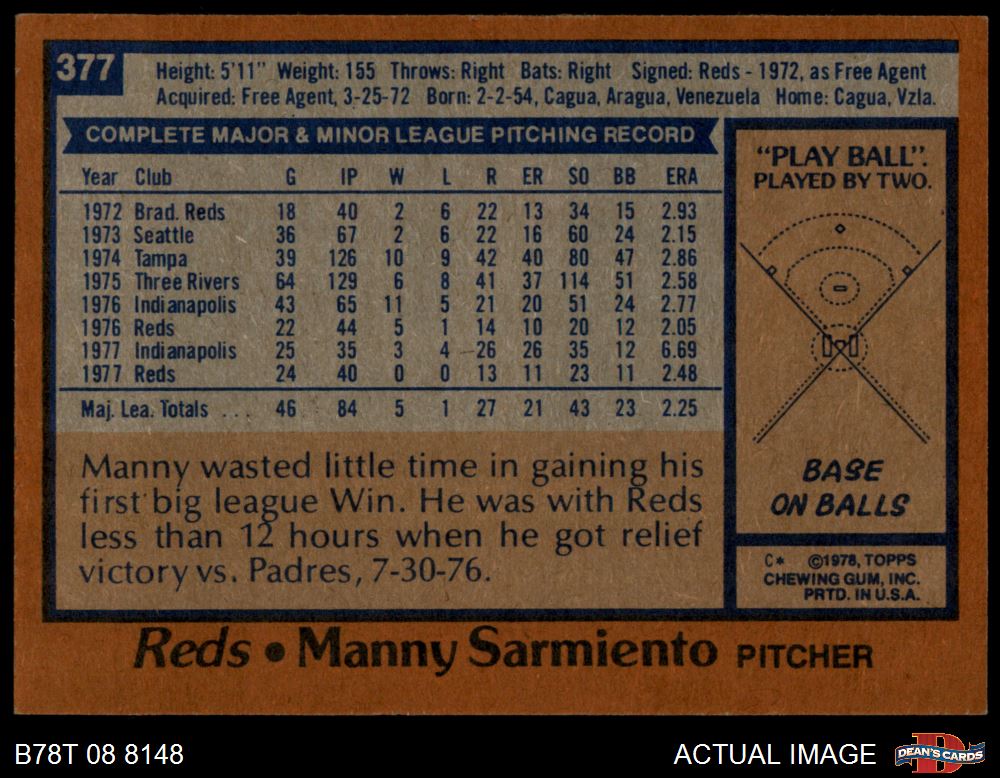 377
Height: 5'11" Weight: 155 Throws: Right Bats: Right Signed: Reds - 1972, as Free Agent
Acquired: Free Agent, 3-25-72 Born: 2-2-54, Cagua, Aragua, Venezuela Home: Cagua, Vzla.
COMPLETE MAJOR & MINOR LEAGUE PITCHING RECORD
Year Club G IP W L R ER SO BB ERA
1972 Brad. Reds 18 40 2 6 22 13 34 15 2.93
1973 Seattle 36 67 2 6 22 16 60 24 2.15
1974 Tampa 39 126 10 9 42 40 80 47 2.86
1975 Three Rivers 64 129 6 8 41 37 114 51 2.58
1976 Indianapolis 43 65 11 5 21 20 51 24 2.77
1976 Reds 22 44 5 1 14 10 20 12 2.05
1977 Indianapolis 25 35 3 4 26 26 35 12 6.69
1977 Reds 24 40 0 0 13 11 23 11 2.48
Maj. Lea. Totals ... 46 84 5 1 27 21 43 23 2.25
Manny wasted little time in gaining his
first big league Win. He was with Reds
less than 12 hours when he got relief
victory vs. Padres, 7-30-76.
"PLAY BALL".
PLAYED BY TWO.
BASE
ON BALLS
C* ©1978, TOPPS
CHEWING GUM, INC.
PRTD. IN U.S.A.
Reds • Manny Sarmiento PITCHER
B78T 08 8148
ACTUAL IMAGE
DEAN'S CARDS